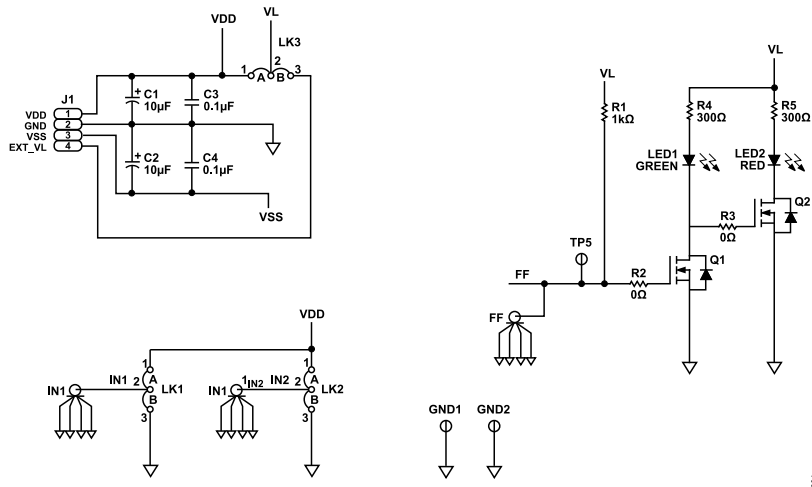 VL
VDD
LK3
2
1
A
B
3
J1
VDD
1
GND
2
VSS
3
EXT_VL
4
+
C1
10µF
C3
0.1µF
+
C2
10µF
C4
0.1µF
VSS
VL
R1
1kΩ
VL
R4
300Ω
R5
300Ω
LED1
GREEN
LED2
RED
Q2
R3
0Ω
TP5
Q1
FF
R2
0Ω
FF
VDD
1
A
IN1
IN1
2
LK1
B
3
1
A
IN1
1
IN2
IN2
2
LK2
B
3
GND1
GND2